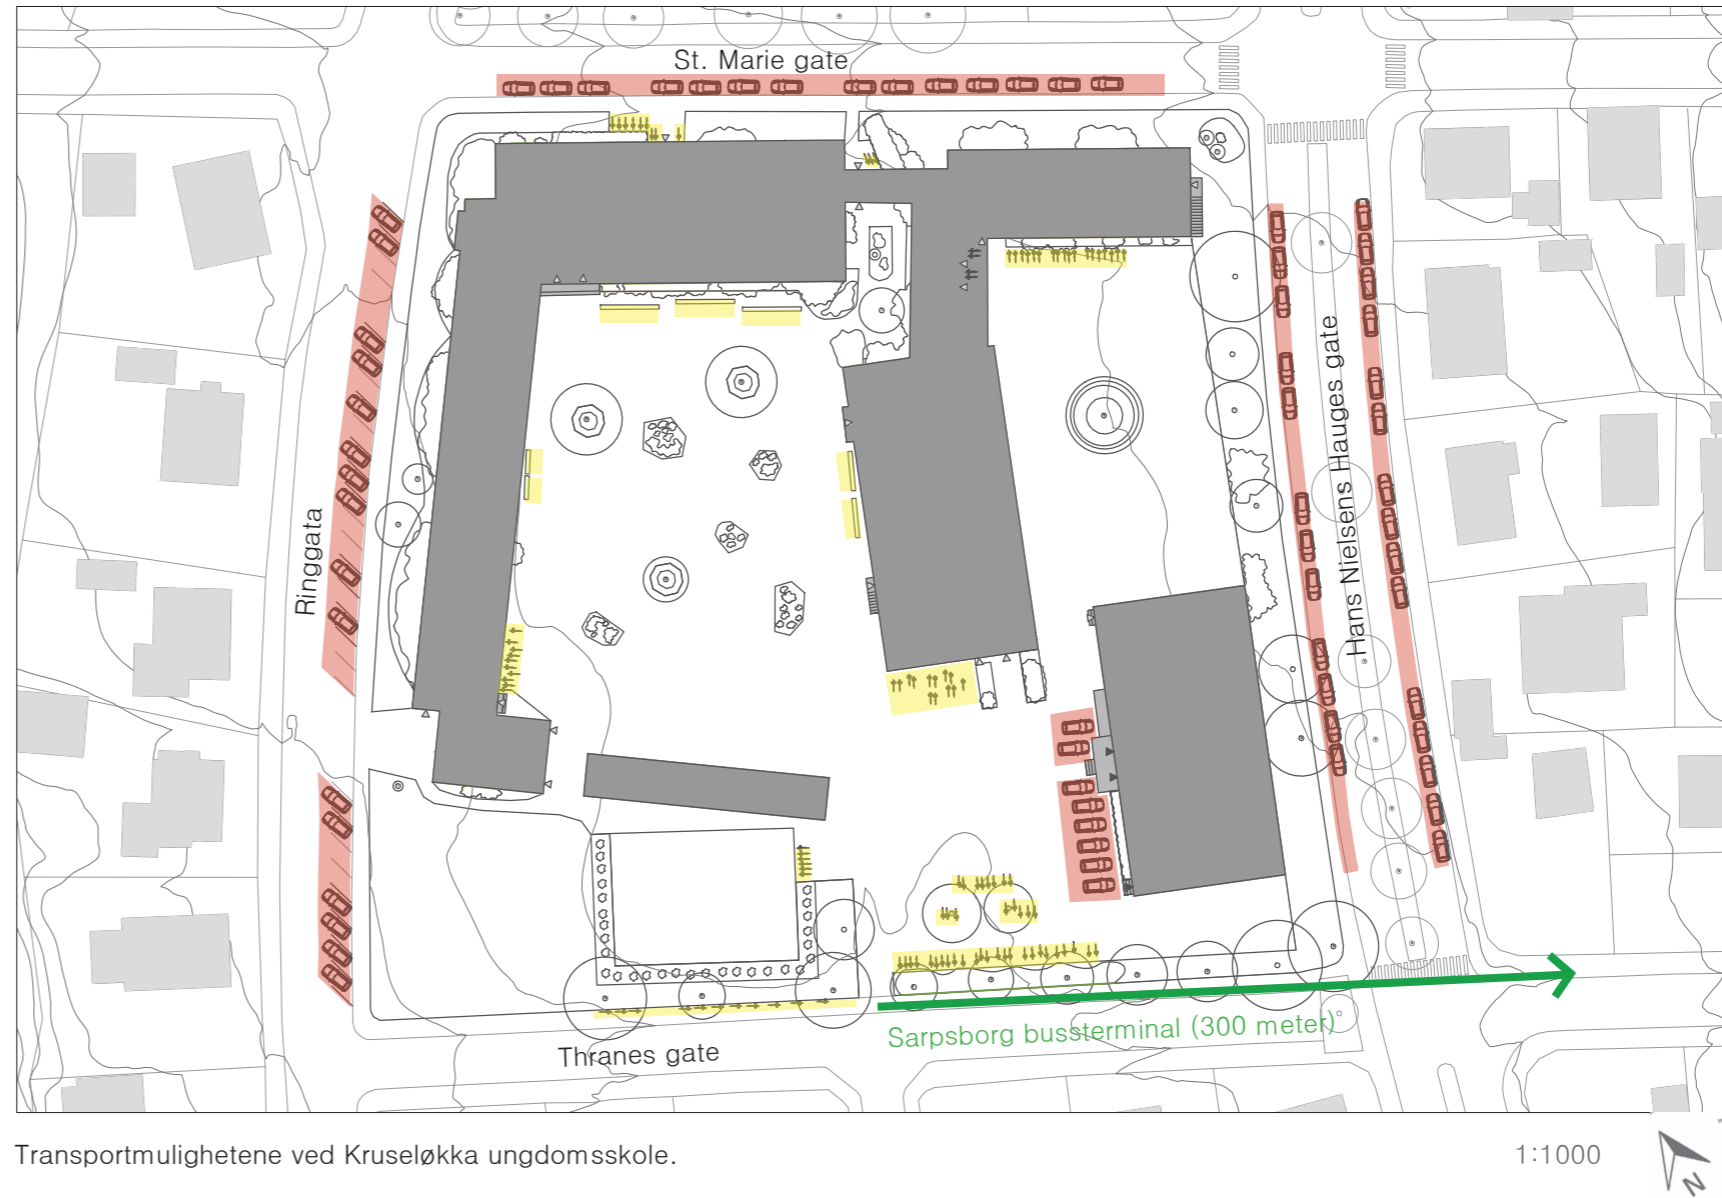 St. Marie gate
Ringgata
Hans Nielsens Hauges gate
Sarpsborg bussterminal (300 meter)
Thranes gate
Transportmulighetene ved Kruseløkka ungdomsskole.
1:1000
N